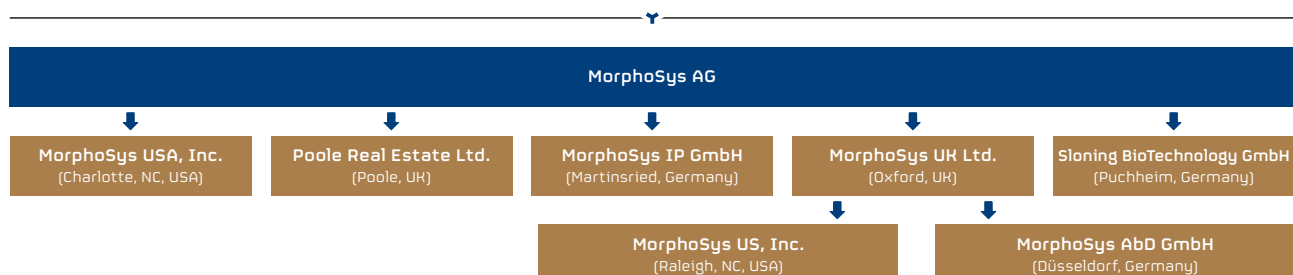 MorphoSys AG
MorphoSys USA, Inc.
(Charlotte, NC, USA)
Poole Real Estate Ltd.
(Poole, UK)
MorphoSys IP GmbH
(Martinsried, Germany)
MorphoSys UK Ltd.
(Oxford, UK)
Sloning BioTechnology GmbH
(Puchheim, Germany)
MorphoSys US, Inc.
(Raleigh, NC, USA)
MorphoSys AbD GmbH
(Düsseldorf, Germany)